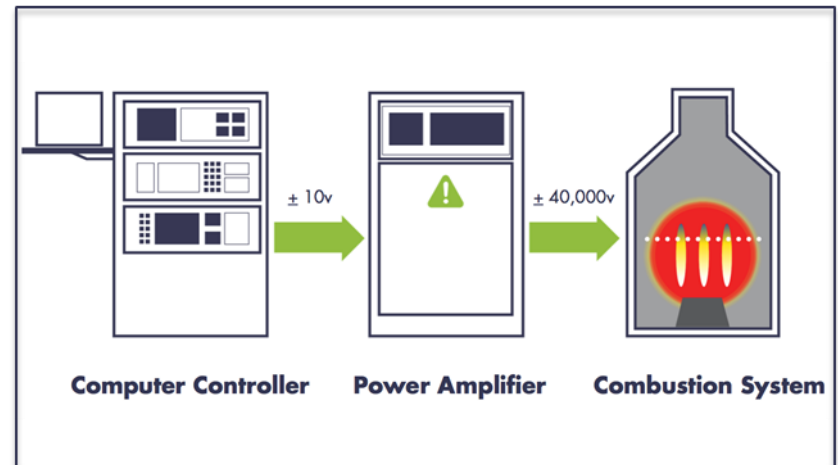 ± 10v
± 40,000v
Computer Controller
Power Amplifier
Combustion System